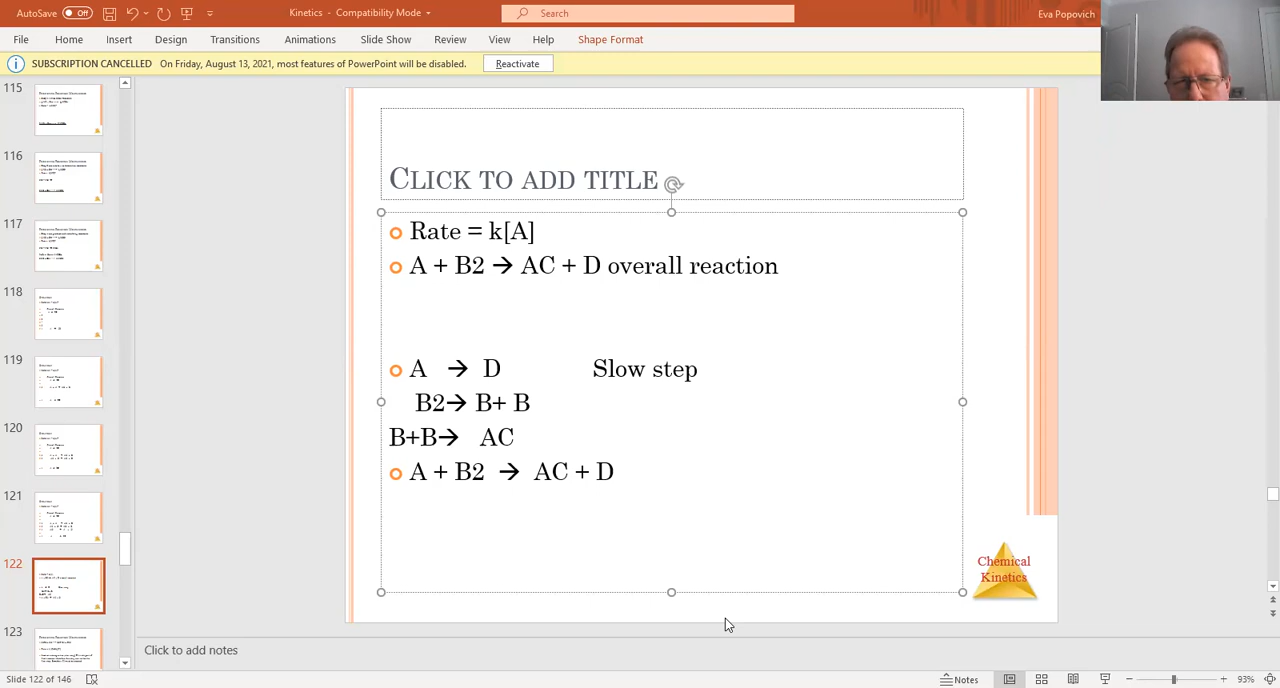 AutoSave Off Kinetics - Compatibility Mode Search Eva Popovich
File Home Insert Design Transitions Animations Slide Show Review View Help Shape Format
SUBSCRIPTION CANCELLED On Friday, August 13, 2021, most features of PowerPoint will be disabled. Reactivate
115
116
117
118
119
120
121
122
123
CLICK TO ADD TITLE
Rate = k[A]
A + B2 → AC + D overall reaction
A → D Slow step
B2→ B+ B
B+B→ AC
A + B2 → AC + D
Chemical
Kinetics
Click to add notes
Slide 122 of 146 Notes 93%